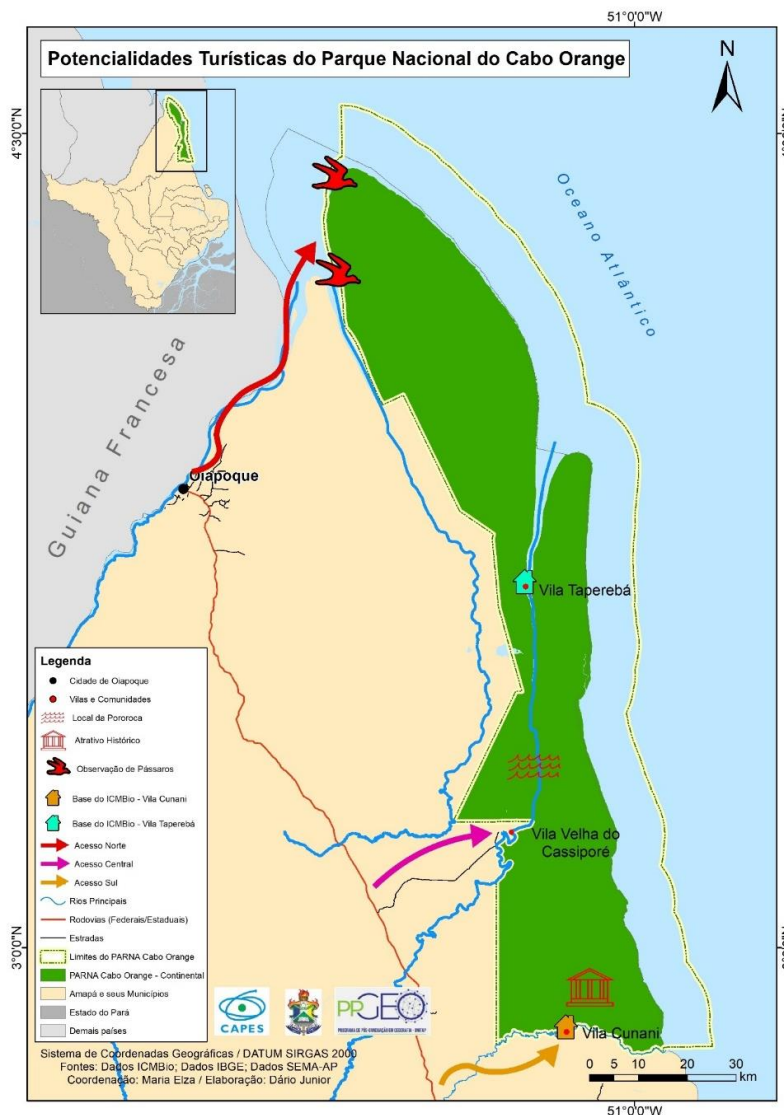 51°0'0"W
Potencialidades Turísticas do Parque Nacional do Cabo Orange
N
4°30'0"N
Oceano Atlântico
Guiana Francesa
Oiapoque
Vila Taperebá
Vila Velha do
Cassiporé
Vila Cunani
Legenda
Cidade de Oiapoque
Vilas e Comunidades
Local da Pororoca
Atrativo Histórico
Observação de Pássaros
Base do ICMBio - Vila Cunani
Base do ICMBio - Vila Taperebá
Acesso Norte
Acesso Central
Acesso Sul
Rios Principais
Rodovias (Federais/Estaduais)
Estradas
Limites do PARNA Cabo Orange
PARNA Cabo Orange - Continental
Amapá e seus Municípios
Estado do Pará
Demais países
3°0'0"N
CAPES
PPGEO
Sistema de Coordenadas Geográficas / DATUM SIRGAS 2000
Fontes: Dados ICMBio; Dados IBGE; Dados SEMA-AP
Coordenação: Maria Elza / Elaboração: Dário Junior
0 5 10 20 30
km
51°0'0"W